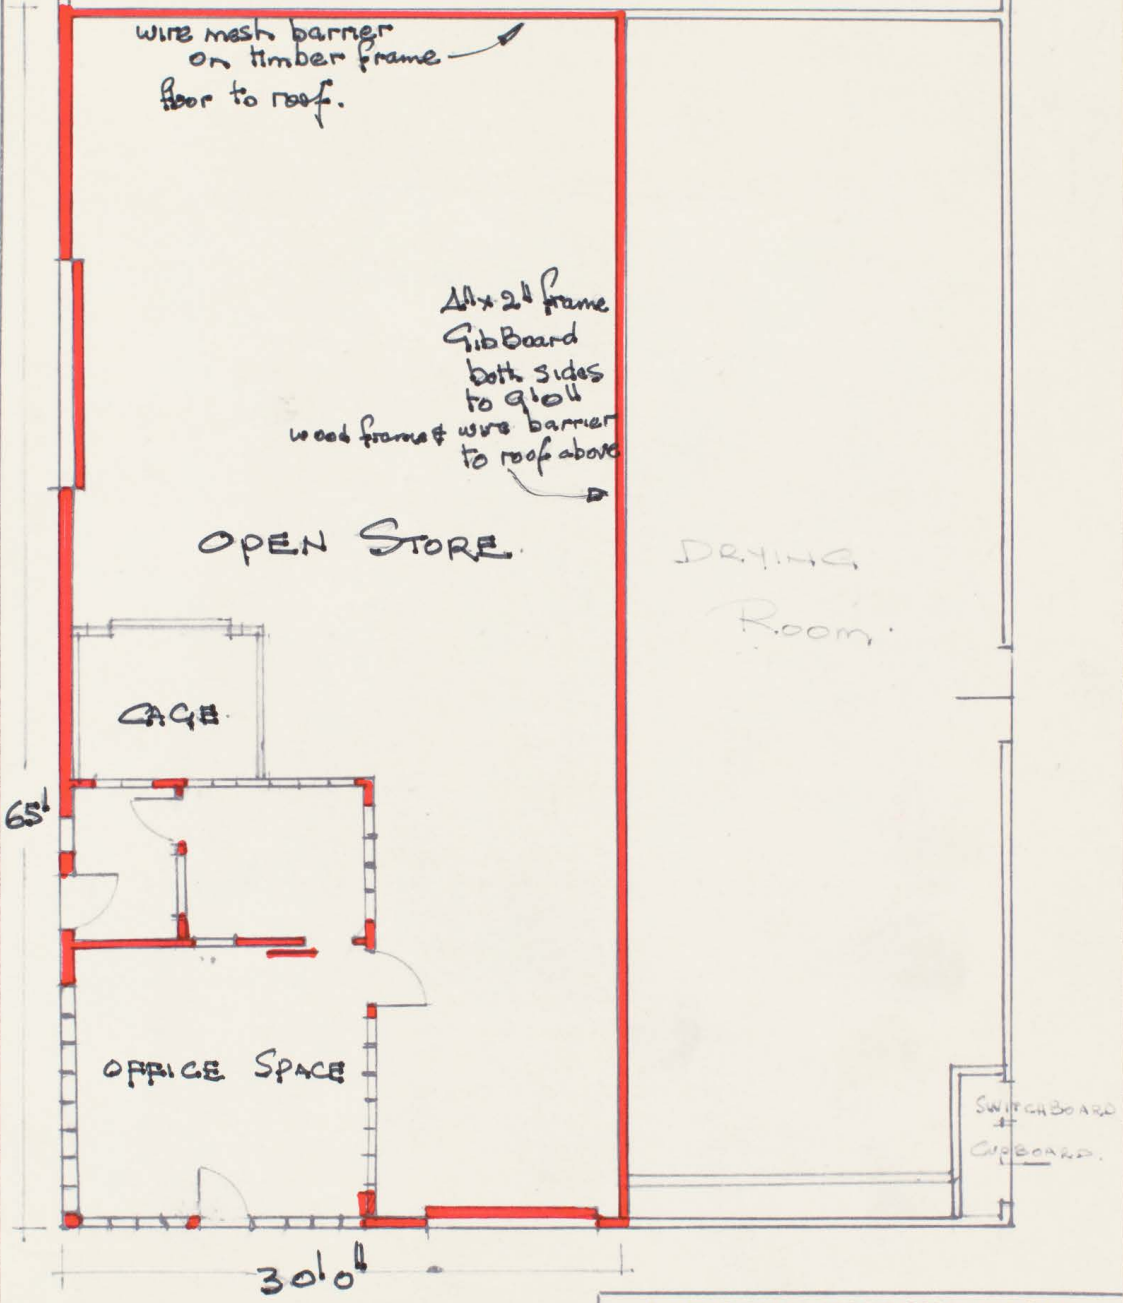 wire mesh barrier
on timber frame
floor to roof.
4"x 2" frame
GibBoard
both sides
to 9'0"
wood frame & wire barrier
to roof above
OPEN STORE.
DRYING
ROOM.
CAGE.
65'
OFFICE SPACE
SWITCHBOARD
CUPBOARD.
30'0"